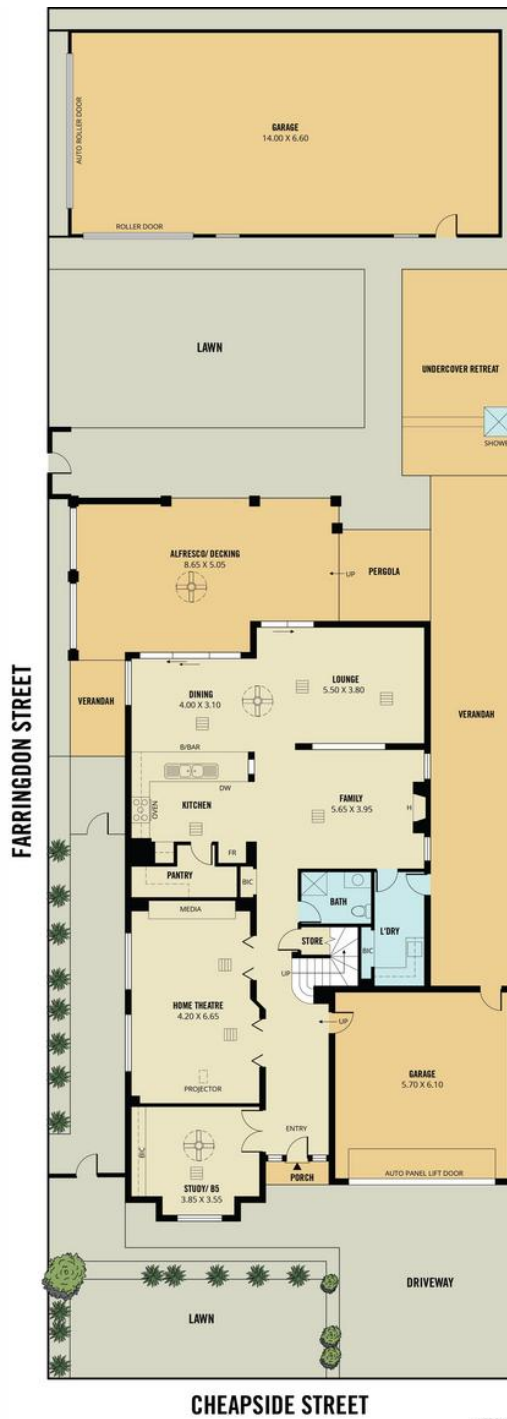 GARAGE
14.00 X 6.60
AUTO ROLLER DOOR
ROLLER DOOR
LAWN
UNDERCOVER RETREAT
ALFRESCO/ DECKING
8.65 X 5.05
UP
PERGOLA
FARRINGDON STREET
VERANDAH
DINING
4.00 X 3.10
LOUNGE
5.50 X 3.80
VERANDAH
B/BAR
DW
OVEN
KITCHEN
FR
FAMILY
5.65 X 3.95
H
PANTRY
BIC
BATH
L'DRY
MEDIA
STORE
BIC
UP
HOME THEATRE
4.20 X 6.65
PROJECTOR
UP
GARAGE
5.70 X 6.10
ENTRY
AUTO PANEL LIFT DOOR
PORCH
BIC
STUDY/ B5
3.85 X 3.55
DRIVEWAY
LAWN
CHEAPSIDE STREET